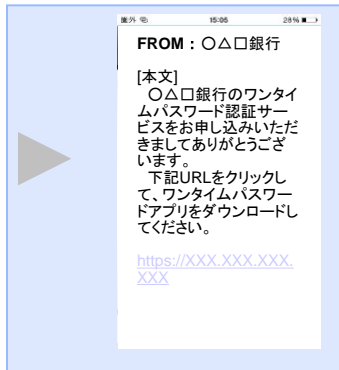 圏外
15:05
28%
FROM：〇△□銀行
[本文]
　〇△□銀行のワンタイ
ムパスワード認証サー
ビスをお申し込みいただ
きましてありがとうござ
います。
　下記URLをクリックし
て、ワンタイムパスワー
ドアプリをダウンロードし
てください。
https://XXX.XXX.XXX.
XXX